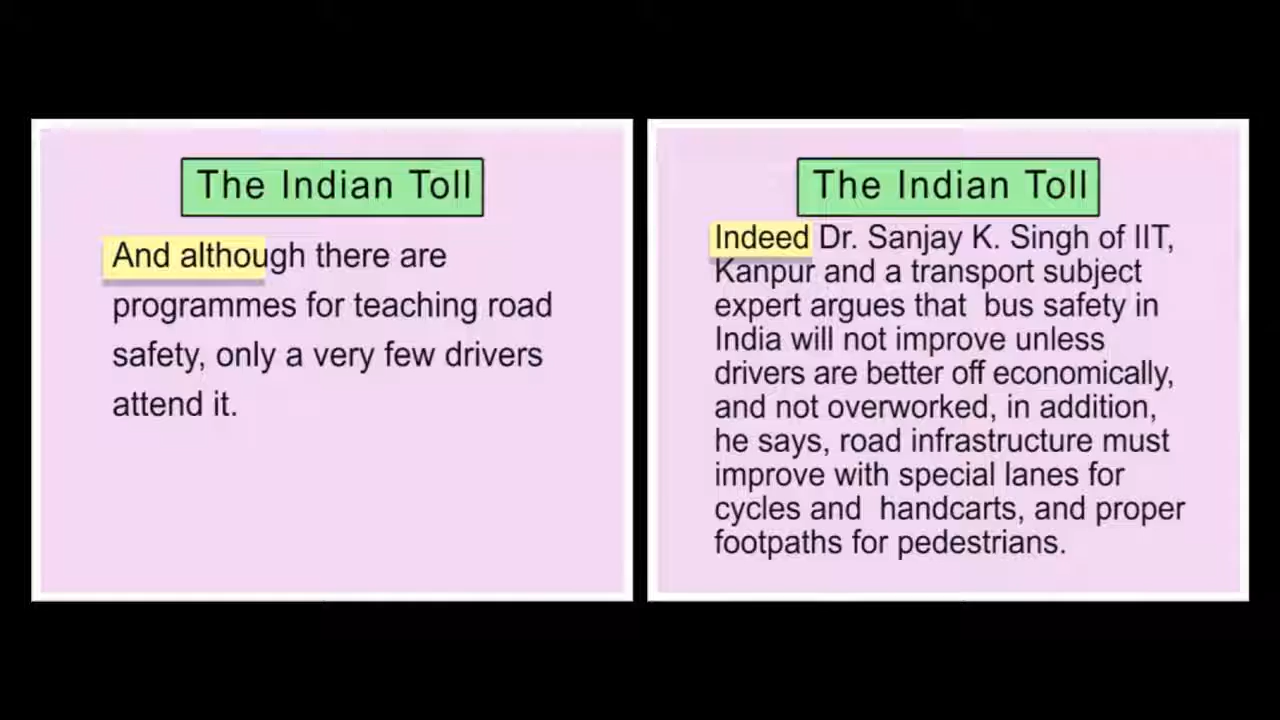 The Indian Toll
And although there are
programmes for teaching road
safety, only a very few drivers
attend it.
The Indian Toll
Indeed Dr. Sanjay K. Singh of IIT,
Kanpur and a transport subject
expert argues that  bus safety in
India will not improve unless
drivers are better off economically,
and not overworked, in addition,
he says, road infrastructure must
improve with special lanes for
cycles and  handcarts, and proper
footpaths for pedestrians.